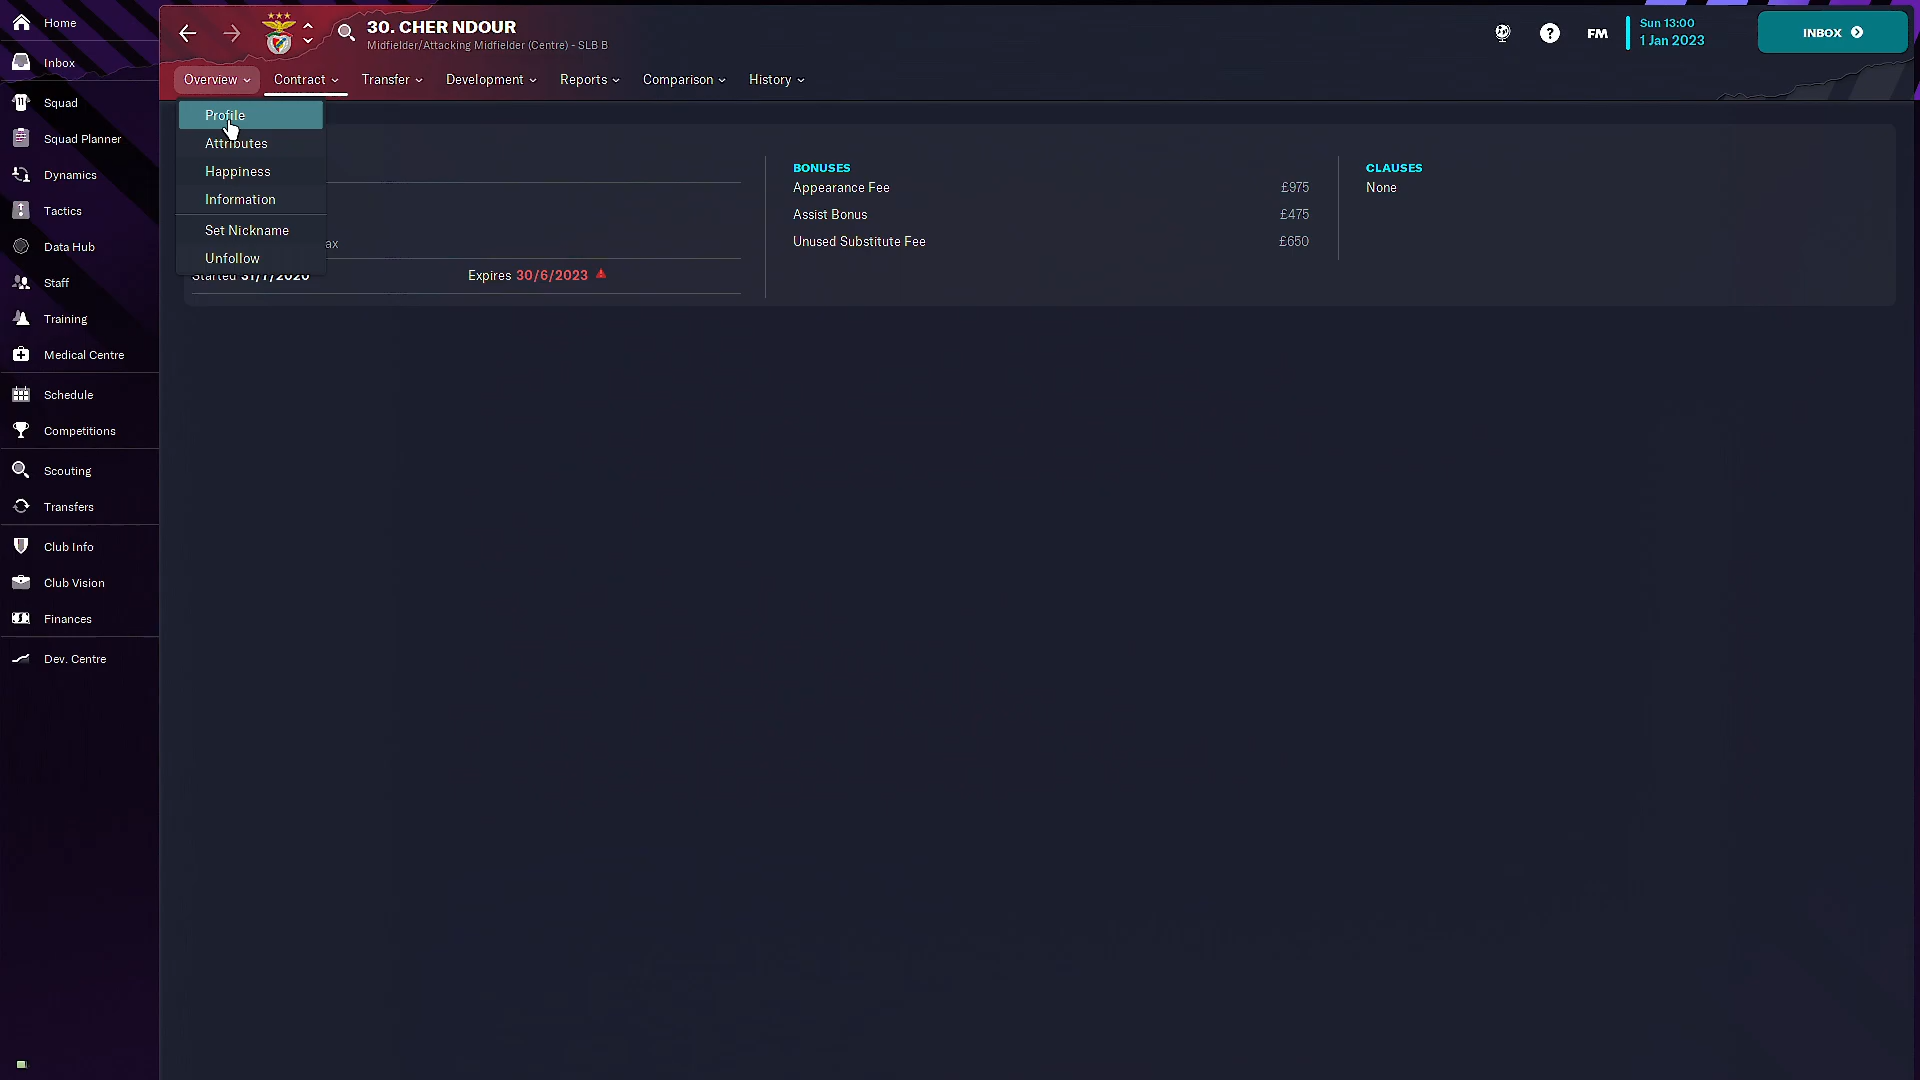 Home
Inbox
Squad
Squad Planner
Dynamics
Tactics
Data Hub
Staff
Training
Medical Centre
Schedule
Competitions
Scouting
Transfers
Club Info
Club Vision
Finances
Dev. Centre
30. CHER NDOUR
Midfielder/Attacking Midfielder (Centre) - SLB B
FM
Sun 13:00
1 Jan 2023
INBOX
Overview Contract Transfer Development Reports Comparison History
Profile
Attributes
Happiness
Information
Set Nickname
Unfollow
Expires 30/6/2023
BONUSES
Appearance Fee £975
Assist Bonus £475
Unused Substitute Fee £650
CLAUSES
None